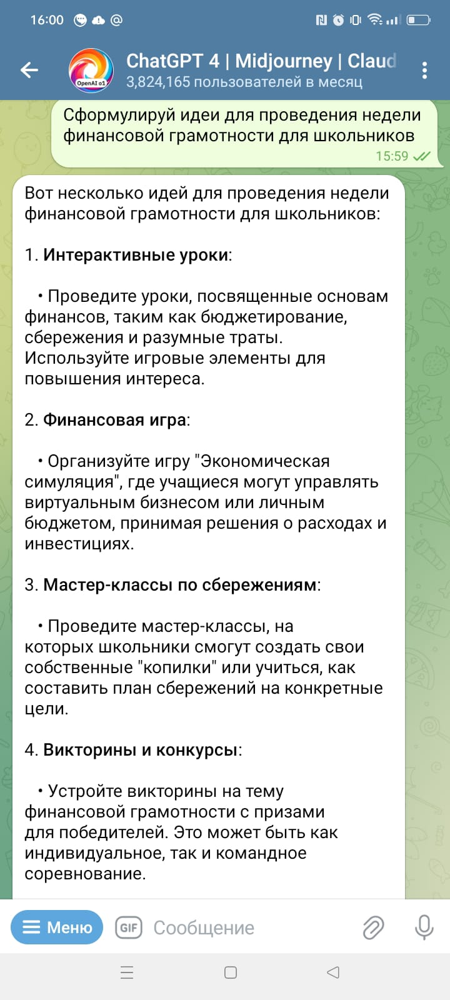 16:00
ChatGPT 4 | Midjourney | Claud
OpenAI o1
3,824,165 пользователей в месяц
Сформулируй идеи для проведения недели
финансовой грамотности для школьников
15:59
Вот несколько идей для проведения недели
финансовой грамотности для школьников:
1. Интерактивные уроки:
• Проведите уроки, посвященные основам
финансов, таким как бюджетирование,
сбережения и разумные траты.
Используйте игровые элементы для
повышения интереса.
2. Финансовая игра:
• Организуйте игру "Экономическая
симуляция", где учащиеся могут управлять
виртуальным бизнесом или личным
бюджетом, принимая решения о расходах и
инвестициях.
3. Мастер-классы по сбережениям:
• Проведите мастер-классы, на
которых школьники смогут создать свои
собственные "копилки" или учиться, как
составить план сбережений на конкретные
цели.
4. Викторины и конкурсы:
• Устройте викторины на тему
финансовой грамотности с призами
для победителей. Это может быть как
индивидуальное, так и командное
соревнование.
Меню
GIF
Сообщение